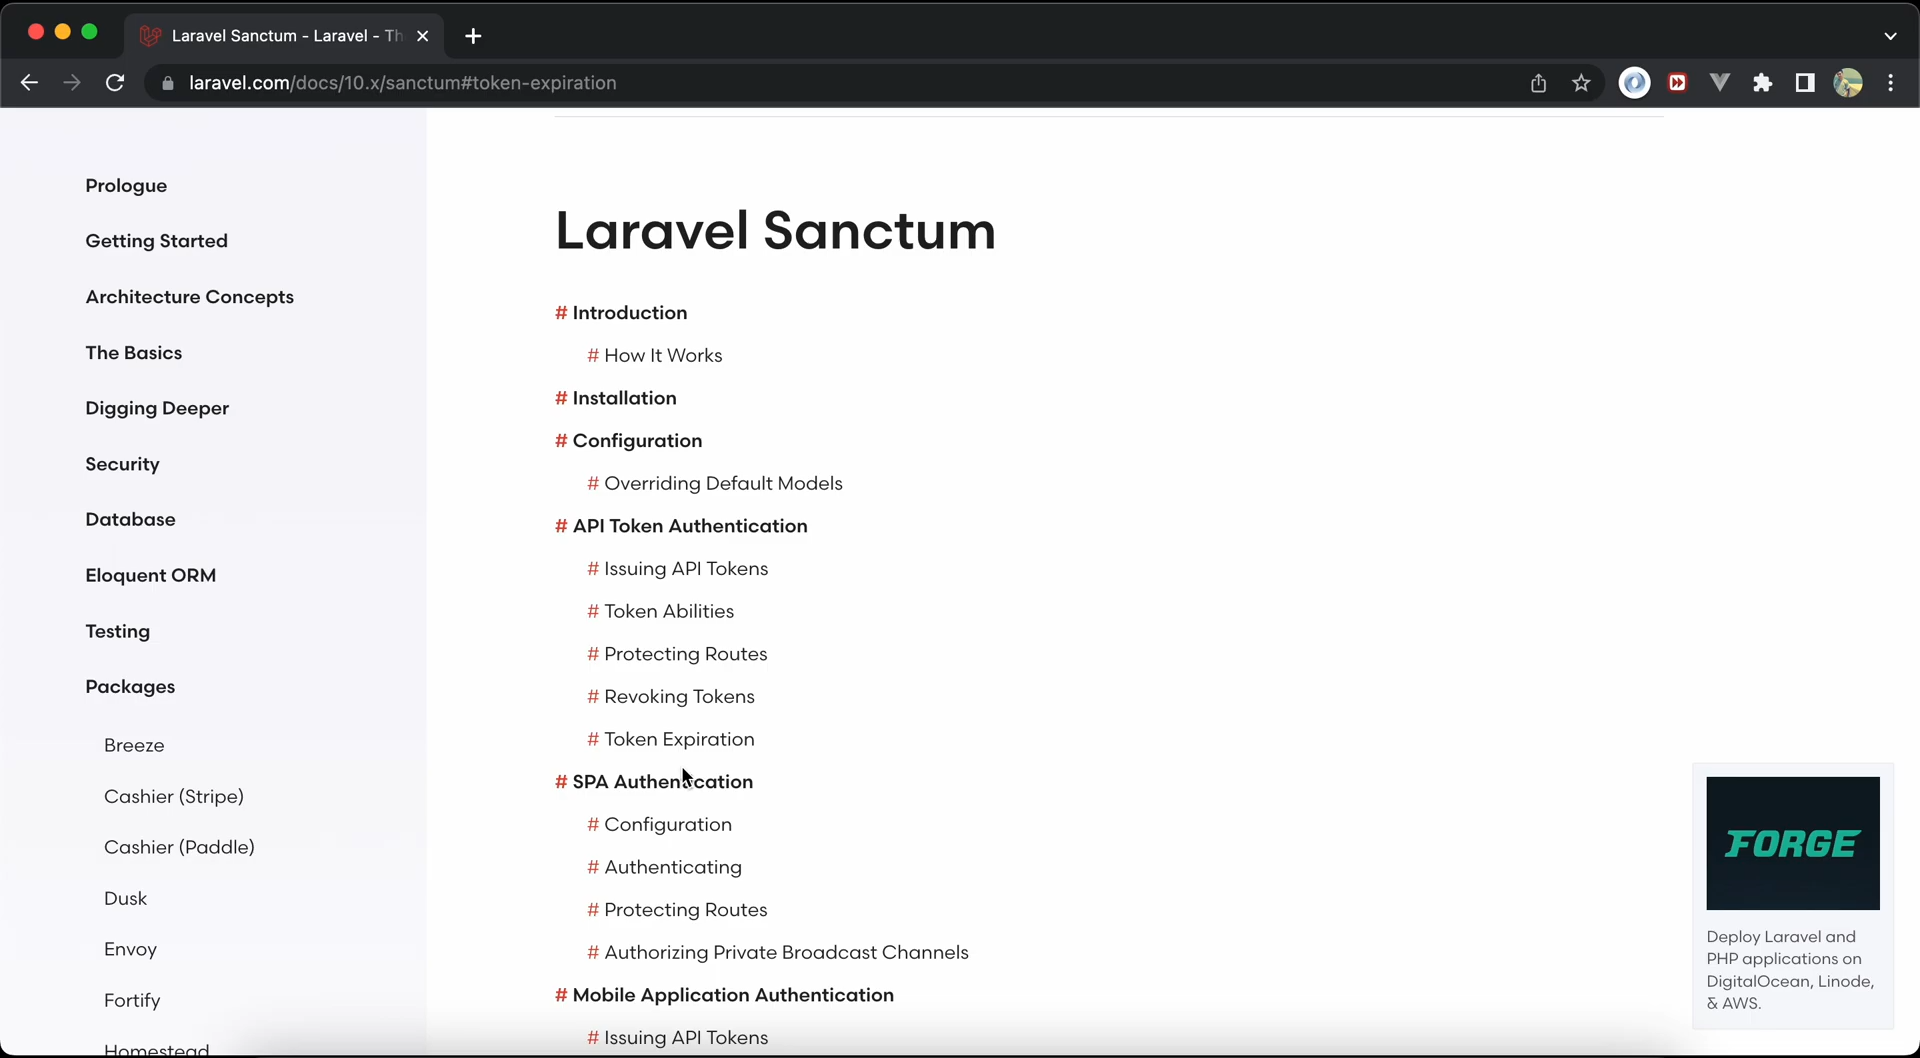 Laravel Sanctum - Laravel - Th
laravel.com/docs/10.x/sanctum#token-expiration
Prologue
Getting Started
Architecture Concepts
The Basics
Digging Deeper
Security
Database
Eloquent ORM
Testing
Packages
Breeze
Cashier (Stripe)
Cashier (Paddle)
Dusk
Envoy
Fortify
Homestead
Laravel Sanctum
# Introduction
# How It Works
# Installation
# Configuration
# Overriding Default Models
# API Token Authentication
# Issuing API Tokens
# Token Abilities
# Protecting Routes
# Revoking Tokens
# Token Expiration
# SPA Authentication
# Configuration
# Authenticating
# Protecting Routes
# Authorizing Private Broadcast Channels
# Mobile Application Authentication
# Issuing API Tokens
FORGE
Deploy Laravel and
PHP applications on
DigitalOcean, Linode,
& AWS.